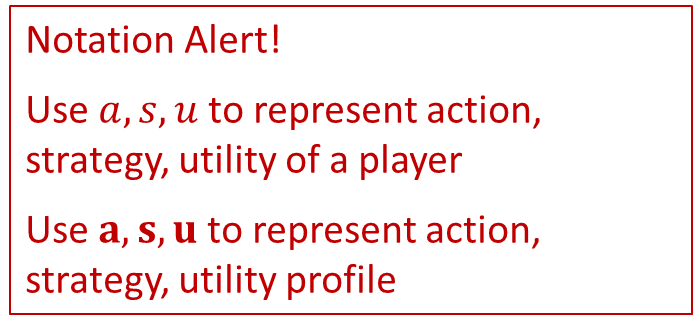 Notation Alert!
Use a, s, u to represent action,
strategy, utility of a player
Use a, s, u to represent action,
strategy, utility profile